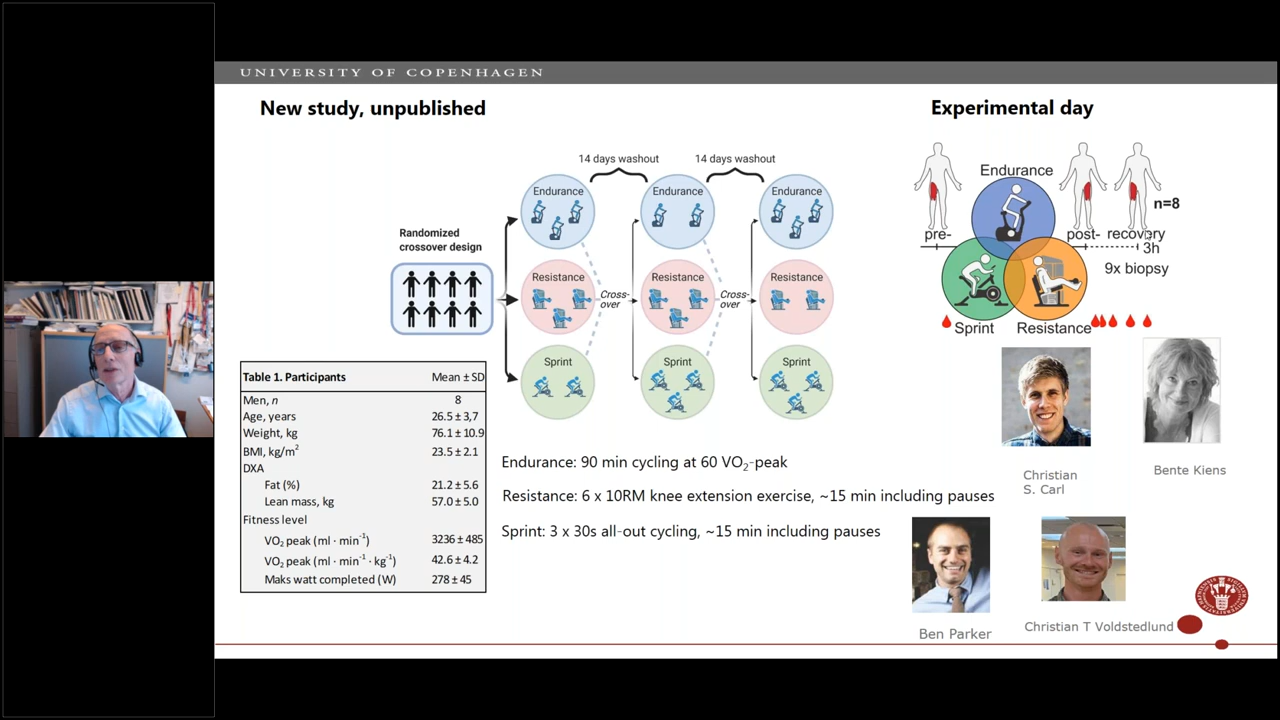 UNIVERSITY OF COPENHAGEN
New study, unpublished
Experimental day
14 days washout
14 days washout
Endurance
Endurance
Endurance
Randomized
crossover design
Resistance
Resistance
Resistance
Cross-
over
Cross-
over
Sprint
Sprint
Sprint
Endurance
n=8
pre-
post-
recovery
3h
9x biopsy
Sprint
Resistance
Table 1. Participants Mean ± SD
Men, n 8
Age, years 26.5 ± 3,7
Weight, kg 76.1 ± 10.9
BMI, kg/m² 23.5 ± 2.1
DXA
Fat (%) 21.2 ± 5.6
Lean mass, kg 57.0 ± 5.0
Fitness level
VO₂ peak (ml · min⁻¹) 3236 ± 485
VO₂ peak (ml · min⁻¹ · kg⁻¹) 42.6 ± 4.2
Maks watt completed (W) 278 ± 45
Endurance: 90 min cycling at 60 VO₂-peak
Resistance: 6 x 10RM knee extension exercise, ~15 min including pauses
Sprint: 3 x 30s all-out cycling, ~15 min including pauses
Christian
S. Carl
Bente Kiens
Ben Parker
Christian T Voldstedlund